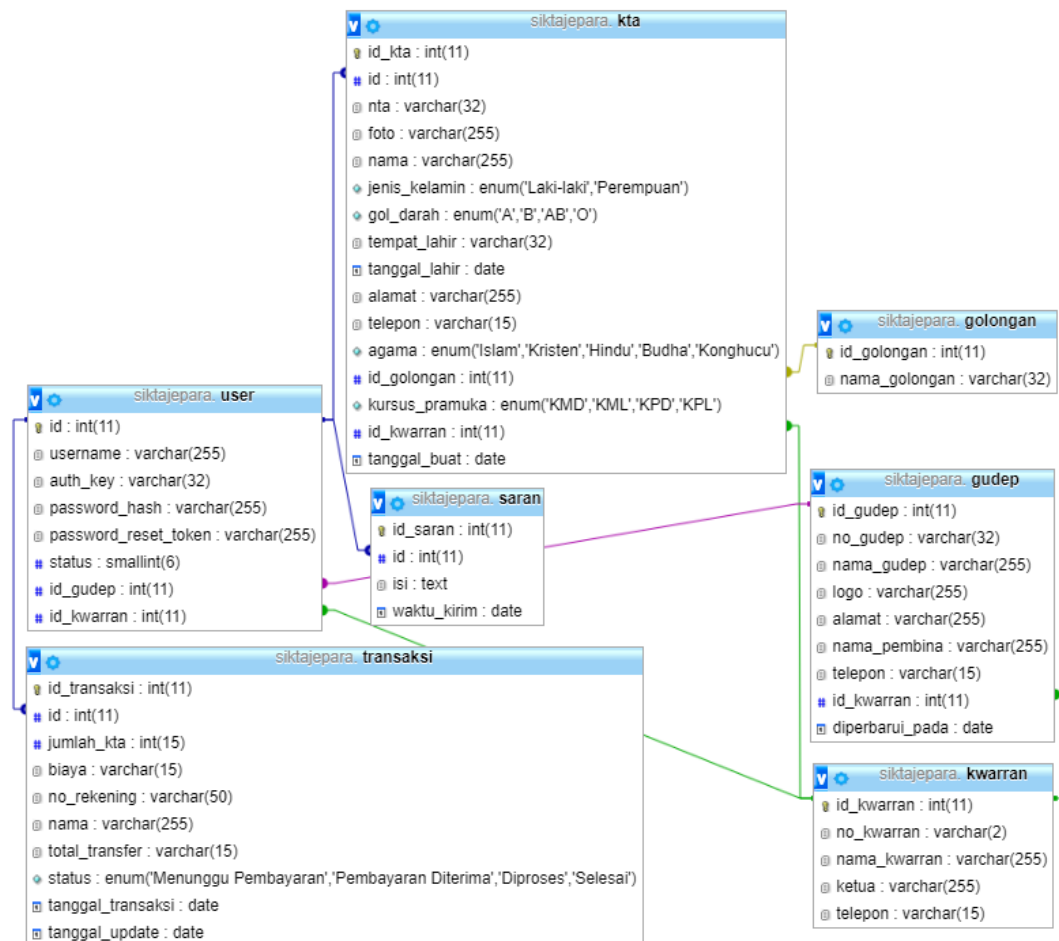 siktajepara. kta
id_kta : int(11)
id : int(11)
nta : varchar(32)
foto : varchar(255)
nama : varchar(255)
jenis_kelamin : enum('Laki-laki','Perempuan')
gol_darah : enum('A','B','AB','O')
tempat_lahir : varchar(32)
tanggal_lahir : date
alamat : varchar(255)
telepon : varchar(15)
agama : enum('Islam','Kristen','Hindu','Budha','Konghucu')
id_golongan : int(11)
kursus_pramuka : enum('KMD','KML','KPD','KPL')
id_kwarran : int(11)
tanggal_buat : date
siktajepara. golongan
id_golongan : int(11)
nama_golongan : varchar(32)
siktajepara. user
id : int(11)
username : varchar(255)
auth_key : varchar(32)
password_hash : varchar(255)
password_reset_token : varchar(255)
status : smallint(6)
id_gudep : int(11)
id_kwarran : int(11)
siktajepara. saran
id_saran : int(11)
id : int(11)
isi : text
waktu_kirim : date
siktajepara. gudep
id_gudep : int(11)
no_gudep : varchar(32)
nama_gudep : varchar(255)
logo : varchar(255)
alamat : varchar(255)
nama_pembina : varchar(255)
telepon : varchar(15)
id_kwarran : int(11)
diperbarui_pada : date
siktajepara. transaksi
id_transaksi : int(11)
id : int(11)
jumlah_kta : int(15)
biaya : varchar(15)
no_rekening : varchar(50)
nama : varchar(255)
total_transfer : varchar(15)
status : enum('Menunggu Pembayaran','Pembayaran Diterima','Diproses','Selesai')
tanggal_transaksi : date
tanggal_update : date
siktajepara. kwarran
id_kwarran : int(11)
no_kwarran : varchar(2)
nama_kwarran : varchar(255)
ketua : varchar(255)
telepon : varchar(15)